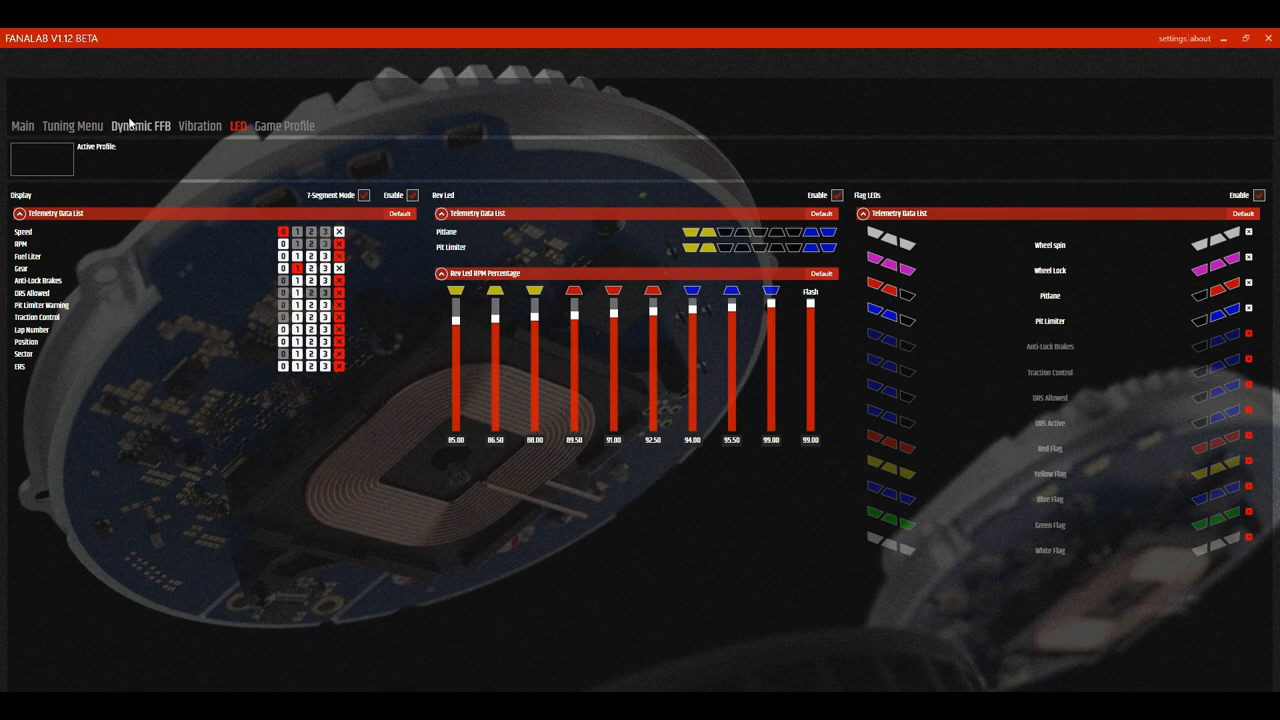 FANALAB V1.12 BETA
settings about
Main Tuning Menu Dynamic FFB Vibration LED Game Profile
Active Profile:
Display 7-Segment Mode Enable
Telemetry Data List Default
Speed 0 1 2 3 X
RPM 0 1 2 3 X
Fuel Liter 0 1 2 3 X
Gear 0 1 2 3 X
Anti-Lock Brakes 0 1 2 3 X
DRS Allowed 0 1 2 3 X
Pit Limiter Warning 0 1 2 3 X
Traction Control 0 1 2 3 X
Lap Number 0 1 2 3 X
Position 0 1 2 3 X
Sector 0 1 2 3 X
ERS 0 1 2 3 X
Rev Led Enable
Telemetry Data List Default
Pitlane
Pit Limiter
Rev Led RPM Percentage Default
Flash
85.00 86.50 88.00 89.50 91.00 92.50 94.00 95.50 99.00 99.00
Flag LEDs Enable
Telemetry Data List Default
Wheel spin
Wheel Lock
Pitlane
Pit Limiter
Anti-Lock Brakes
Traction Control
DRS Allowed
DRS Active
Red Flag
Yellow Flag
Blue Flag
Green Flag
White Flag